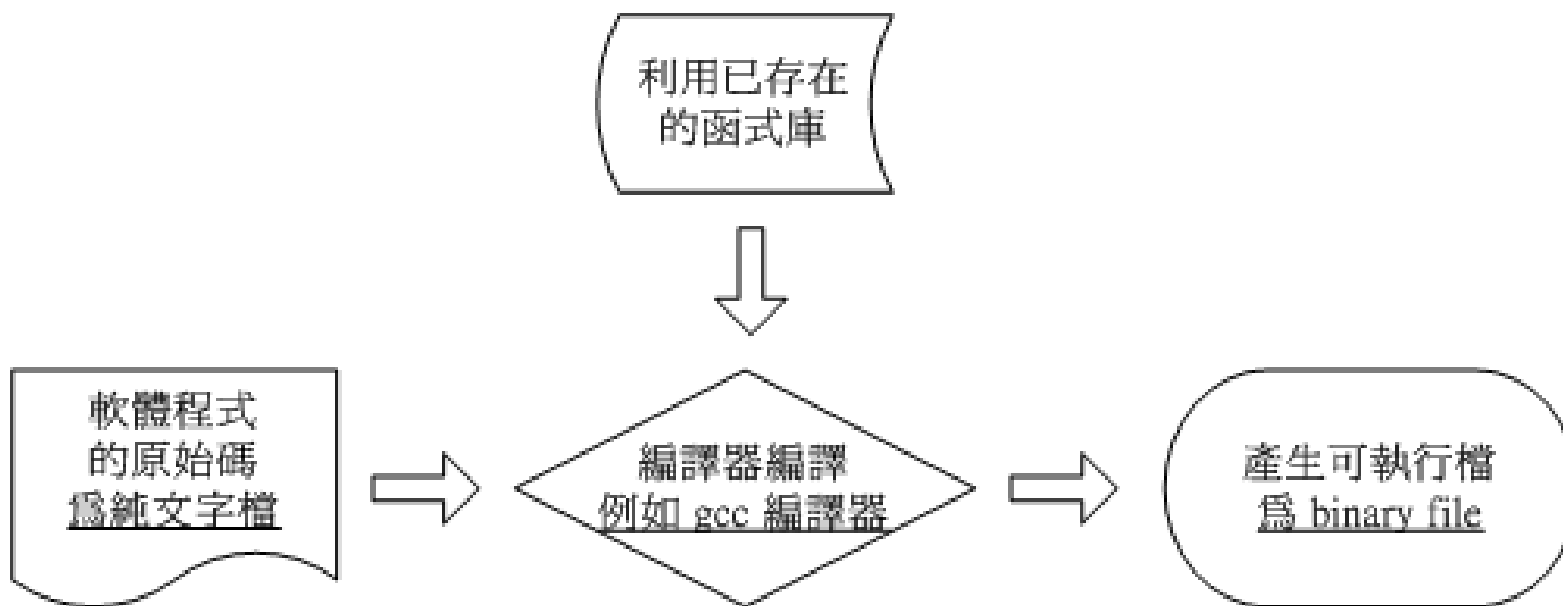 利用已存在
的函式庫
軟體程式
的原始碼
為純文字檔
編譯器編譯
例如 gcc 編譯器
產生可執行檔
為 binary file